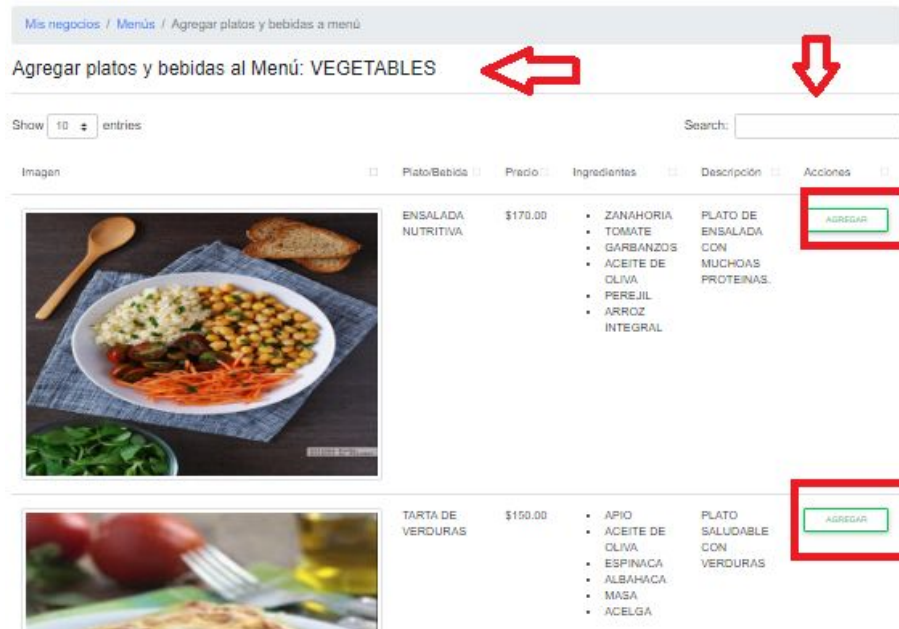 Mis negocios / Menús / Agregar platos y bebidas a menú
Agregar platos y bebidas al Menú: VEGETABLES
Show 10 entries
Search:
Imagen Plato/Bebida Precio Ingredientes Descripción Acciones
ENSALADA
NUTRITIVA
$170.00
ZANAHORIA
TOMATE
GARBANZOS
ACEITE DE
OLIVA
PEREJIL
ARROZ
INTEGRAL
PLATO DE
ENSALADA
CON
MUCHOAS
PROTEINAS.
AGREGAR
TARTA DE
VERDURAS
$150.00
APIO
ACEITE DE
OLIVA
ESPINACA
ALBAHACA
MASA
ACELGA
PLATO
SALUDABLE
CON
VERDURAS
AGREGAR